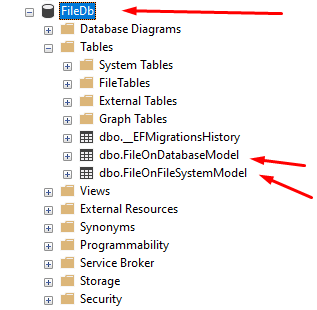 FileDb
Database Diagrams
Tables
System Tables
FileTables
External Tables
Graph Tables
dbo.__EFMigrationsHistory
dbo.FileOnDatabaseModel
dbo.FileOnFileSystemModel
Views
External Resources
Synonyms
Programmability
Service Broker
Storage
Security